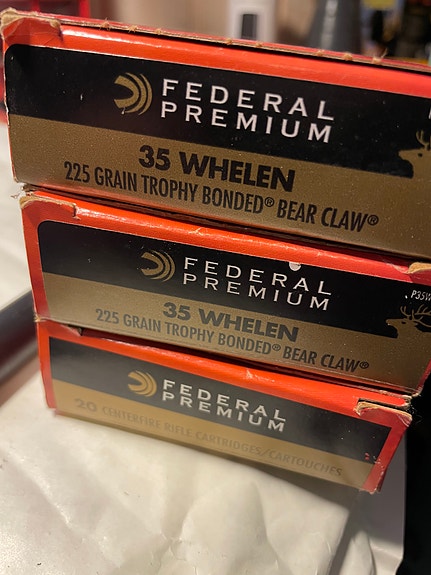 FEDERAL
PREMIUM
35 WHELEN
225 GRAIN TROPHY BONDED® BEAR CLAW®
FEDERAL
PREMIUM
P35W
35 WHELEN
225 GRAIN TROPHY BONDED® BEAR CLAW®
FEDERAL
PREMIUM
20 CENTERFIRE RIFLE CARTRIDGES/CARTOUCHES